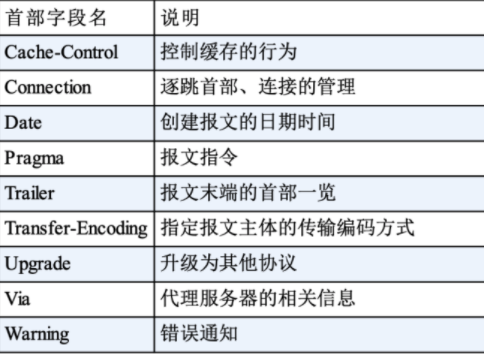 首部字段名 说明
Cache-Control 控制缓存的行为
Connection 逐跳首部、连接的管理
Date 创建报文的日期时间
Pragma 报文指令
Trailer 报文末端的首部一览
Transfer-Encoding 指定报文主体的传输编码方式
Upgrade 升级为其他协议
Via 代理服务器的相关信息
Warning 错误通知